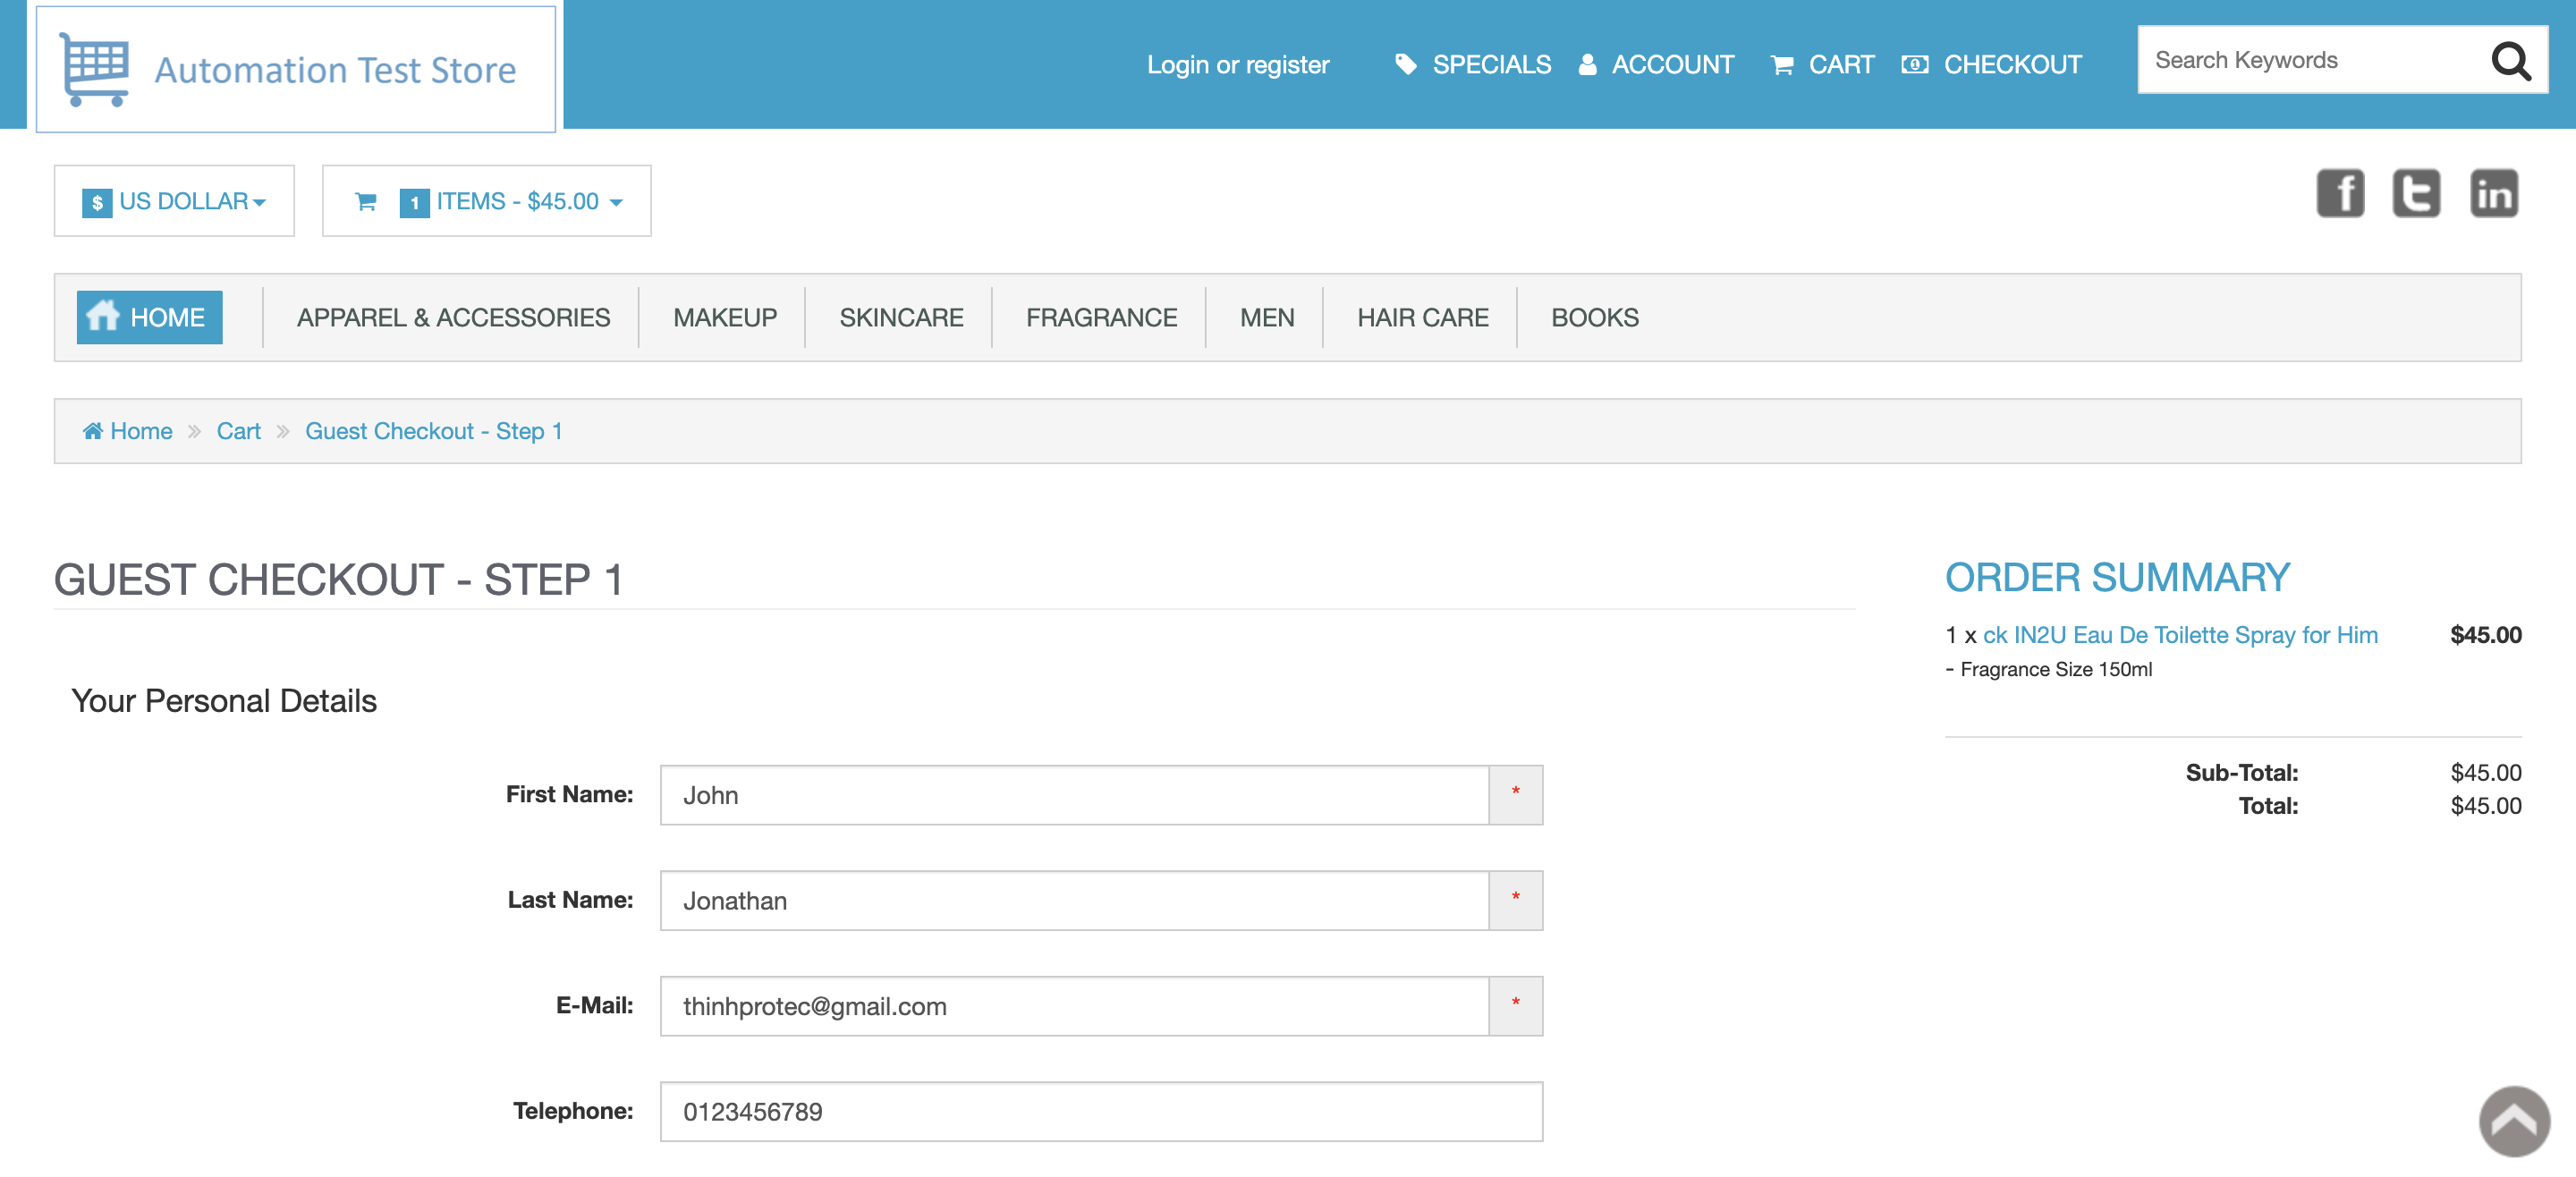 Automation Test Store
Login or register SPECIALS ACCOUNT CART CHECKOUT Search Keywords
$ US DOLLAR 1 ITEMS - $45.00
f t in
HOME APPAREL & ACCESSORIES MAKEUP SKINCARE FRAGRANCE MEN HAIR CARE BOOKS
Home » Cart » Guest Checkout - Step 1
GUEST CHECKOUT - STEP 1
Your Personal Details
First Name: John *
Last Name: Jonathan *
E-Mail: thinhprotec@gmail.com *
Telephone: 0123456789
ORDER SUMMARY
1 x ck IN2U Eau De Toilette Spray for Him $45.00
- Fragrance Size 150ml
Sub-Total: $45.00
Total: $45.00